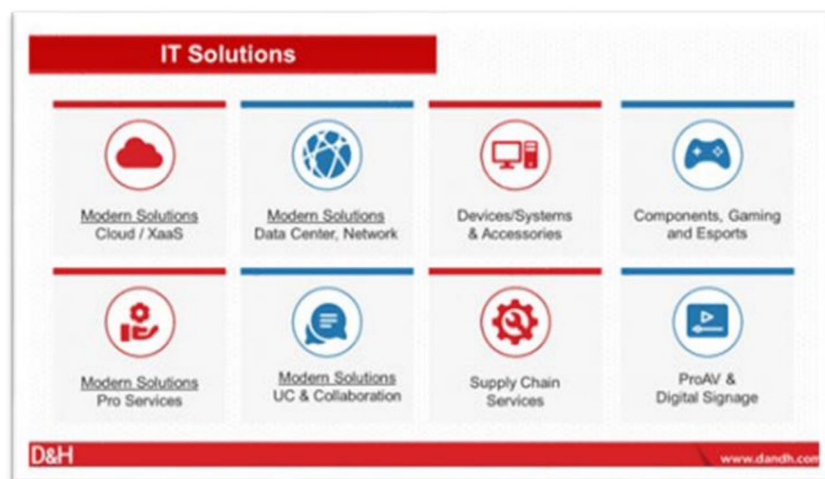 IT Solutions
Modern Solutions
Cloud / XaaS
Modern Solutions
Data Center, Network
Devices/Systems
& Accessories
Components, Gaming
and Esports
Modern Solutions
Pro Services
Modern Solutions
UC & Collaboration
Supply Chain
Services
ProAV &
Digital Signage
D&H
www.dandh.com